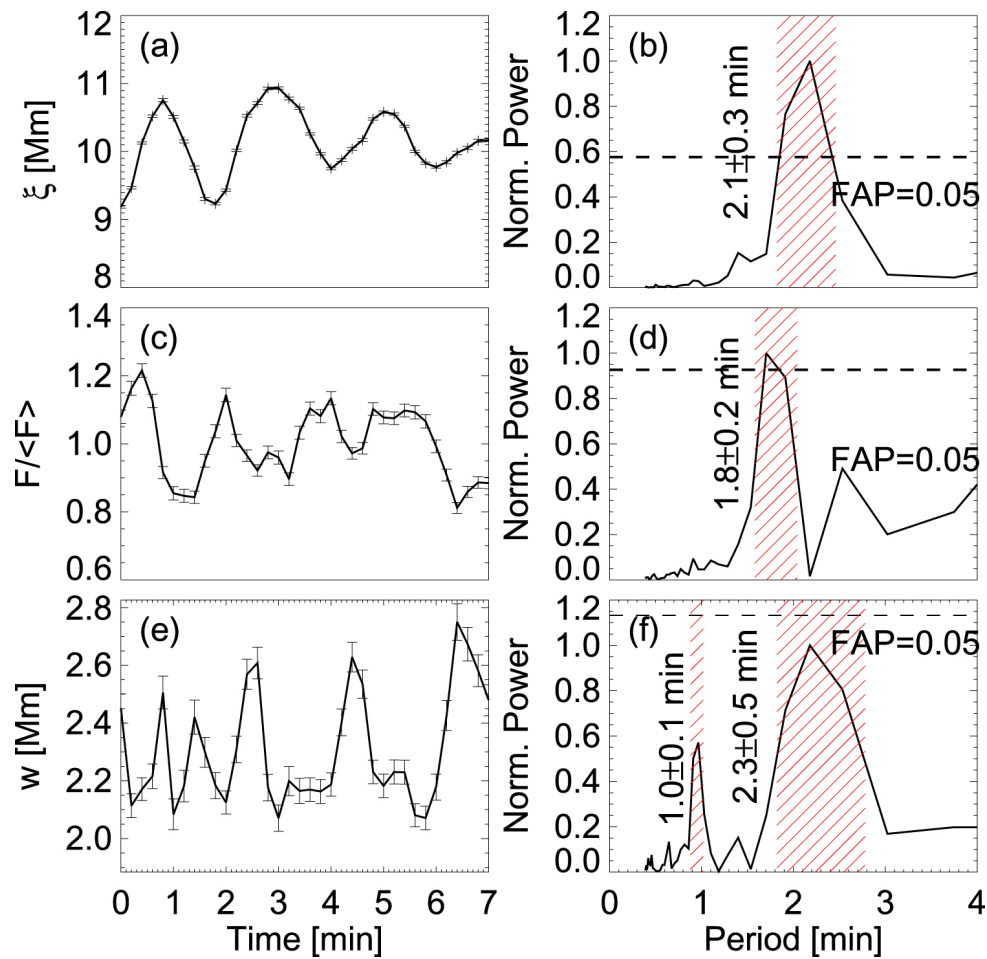 (a)
ξ [Mm]
12
11
10
9
8
(b)
Norm. Power
1.2
1.0
0.8
0.6
0.4
0.2
0.0
2.1±0.3 min
FAP=0.05
(c)
F/<F>
1.4
1.2
1.0
0.8
0.6
(d)
Norm. Power
1.2
1.0
0.8
0.6
0.4
0.2
0.0
1.8±0.2 min
FAP=0.05
(e)
w [Mm]
2.8
2.6
2.4
2.2
2.0
0 1 2 3 4 5 6 7
Time [min]
(f)
Norm. Power
1.2
1.0
0.8
0.6
0.4
0.2
0.0
1.0±0.1 min
2.3±0.5 min
FAP=0.05
1 2 3 4
Period [min]